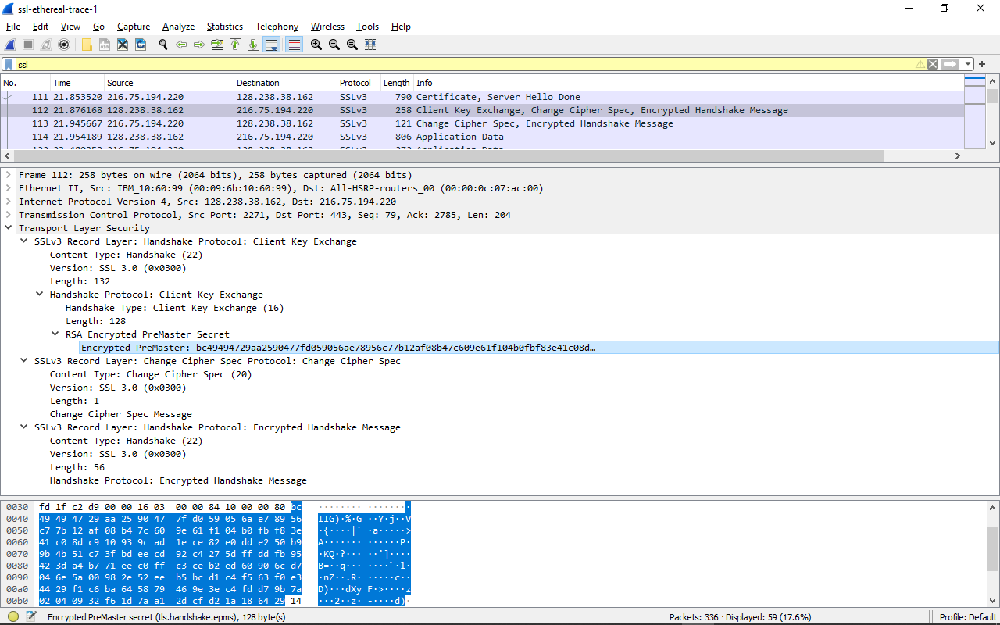 ssl-ethereal-trace-1
File Edit View Go Capture Analyze Statistics Telephony Wireless Tools Help
ssl
No. Time Source Destination Protocol Length Info
111 21.853520 216.75.194.220 128.238.38.162 SSLv3 790 Certificate, Server Hello Done
112 21.876168 128.238.38.162 216.75.194.220 SSLv3 258 Client Key Exchange, Change Cipher Spec, Encrypted Handshake Message
113 21.945667 216.75.194.220 128.238.38.162 SSLv3 121 Change Cipher Spec, Encrypted Handshake Message
114 21.954189 128.238.38.162 216.75.194.220 SSLv3 806 Application Data
Frame 112: 258 bytes on wire (2064 bits), 258 bytes captured (2064 bits)
Ethernet II, Src: IBM_10:60:99 (00:09:6b:10:60:99), Dst: All-HSRP-routers_00 (00:00:0c:07:ac:00)
Internet Protocol Version 4, Src: 128.238.38.162, Dst: 216.75.194.220
Transmission Control Protocol, Src Port: 2271, Dst Port: 443, Seq: 79, Ack: 2785, Len: 204
Transport Layer Security
SSLv3 Record Layer: Handshake Protocol: Client Key Exchange
Content Type: Handshake (22)
Version: SSL 3.0 (0x0300)
Length: 132
Handshake Protocol: Client Key Exchange
Handshake Type: Client Key Exchange (16)
Length: 128
RSA Encrypted PreMaster Secret
Encrypted PreMaster: bc49494729aa2590477fd059056ae78956c77b12af08b47c609e61f104b0fbf83e41c08d…
SSLv3 Record Layer: Change Cipher Spec Protocol: Change Cipher Spec
Content Type: Change Cipher Spec (20)
Version: SSL 3.0 (0x0300)
Length: 1
Change Cipher Spec Message
SSLv3 Record Layer: Handshake Protocol: Encrypted Handshake Message
Content Type: Handshake (22)
Version: SSL 3.0 (0x0300)
Length: 56
Handshake Protocol: Encrypted Handshake Message
0030 fd 1f c2 d9 00 00 16 03 00 00 84 10 00 00 80 bc ········ ········
0040 49 49 47 29 aa 25 90 47 7f d0 59 05 6a e7 89 56 IIG)·%·G ··Y·j··V
0050 c7 7b 12 af 08 b4 7c 60 9e 61 f1 04 b0 fb f8 3e ·{····|` ·a·····>
0060 41 c0 8d c9 10 93 9c ad 1e ce 82 e0 dd e2 50 b9 A······· ······P·
0070 9b 4b 51 c7 3f bd ee cd 92 c4 27 5d ff dd fb 95 ·KQ·?··· ··']····
0080 42 3d a4 b7 71 ee c0 ff c3 ce b2 ed 60 90 6c d7 B=··q··· ····`·l·
0090 04 6e 5a 00 98 2e 52 ee b5 bc d1 c4 f5 63 f0 e3 ·nZ··.R· ·····c··
00a0 44 29 f1 c6 ba 64 58 79 46 9e 3e c4 fd d7 9b 7a D)···dXy F·>····z
00b0 02 04 09 32 f6 1d 7a a1 2d cf d2 1a 18 64 29 14 ···2··z· -····d)·
Encrypted PreMaster secret (tls.handshake.epms), 128 byte(s) Packets: 336 · Displayed: 59 (17.6%) Profile: Default